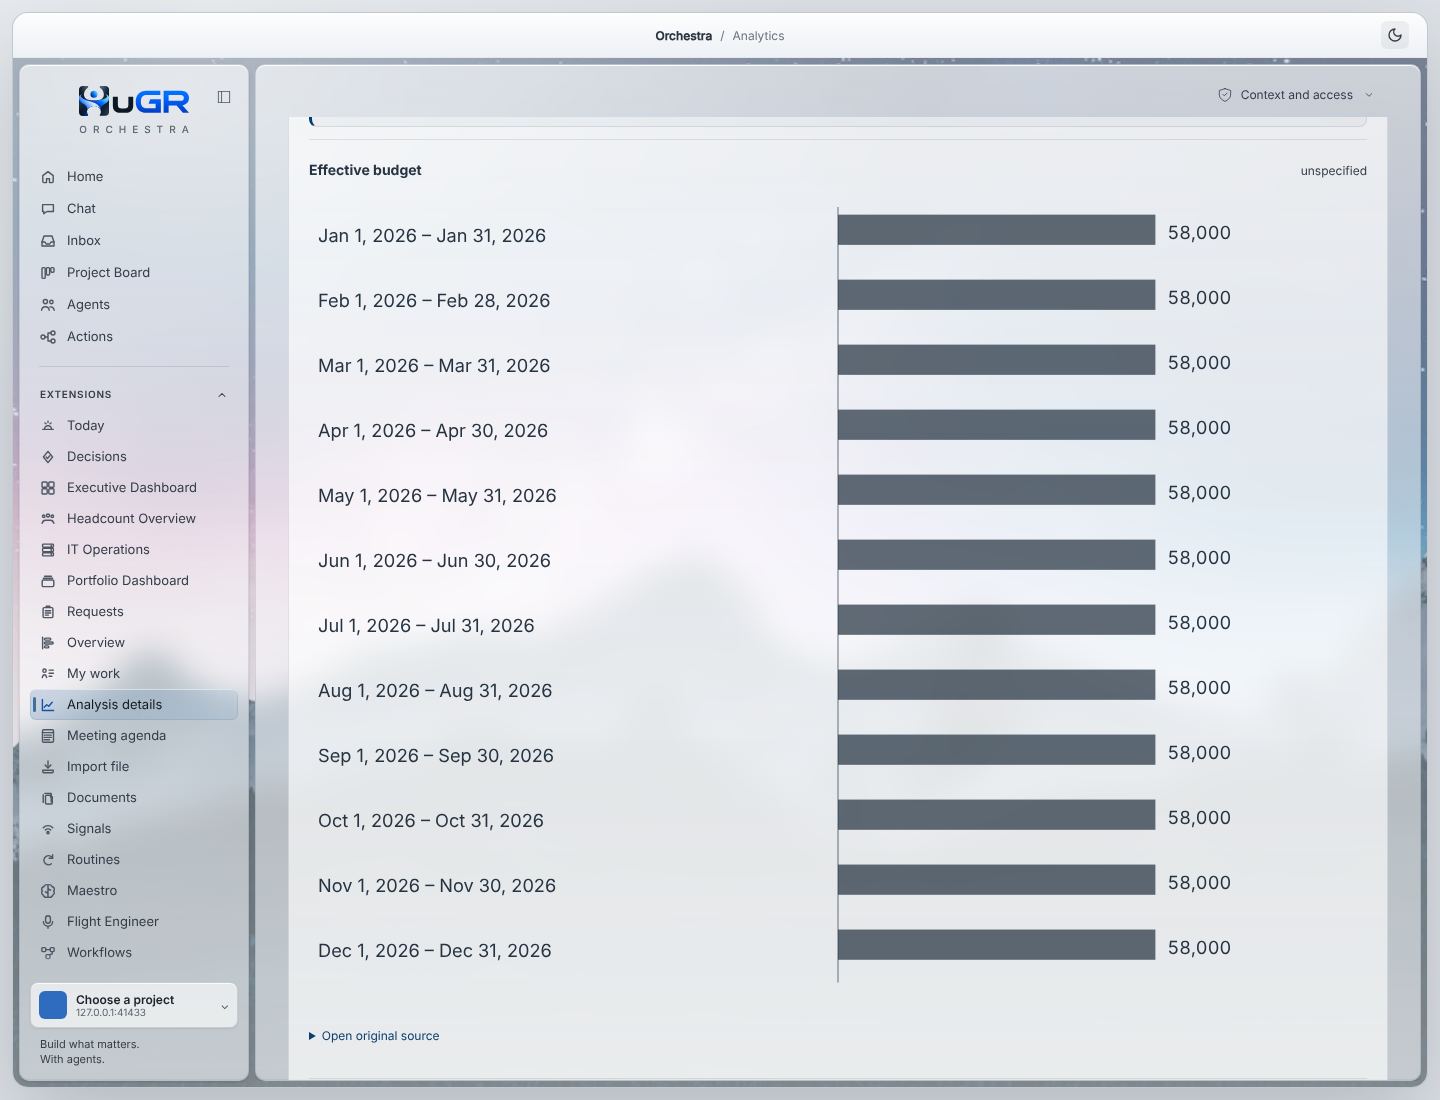 Orchestra / Analytics
HuGR
ORCHESTRA
Context and access
Home
Chat
Inbox
Project Board
Agents
Actions
EXTENSIONS
Today
Decisions
Executive Dashboard
Headcount Overview
IT Operations
Portfolio Dashboard
Requests
Overview
My work
Analysis details
Meeting agenda
Import file
Documents
Signals
Routines
Maestro
Flight Engineer
Workflows
Choose a project
127.0.0.1:41433
Build what matters.
With agents.
Effective budget unspecified
Jan 1, 2026 – Jan 31, 2026 58,000
Feb 1, 2026 – Feb 28, 2026 58,000
Mar 1, 2026 – Mar 31, 2026 58,000
Apr 1, 2026 – Apr 30, 2026 58,000
May 1, 2026 – May 31, 2026 58,000
Jun 1, 2026 – Jun 30, 2026 58,000
Jul 1, 2026 – Jul 31, 2026 58,000
Aug 1, 2026 – Aug 31, 2026 58,000
Sep 1, 2026 – Sep 30, 2026 58,000
Oct 1, 2026 – Oct 31, 2026 58,000
Nov 1, 2026 – Nov 30, 2026 58,000
Dec 1, 2026 – Dec 31, 2026 58,000
Open original source